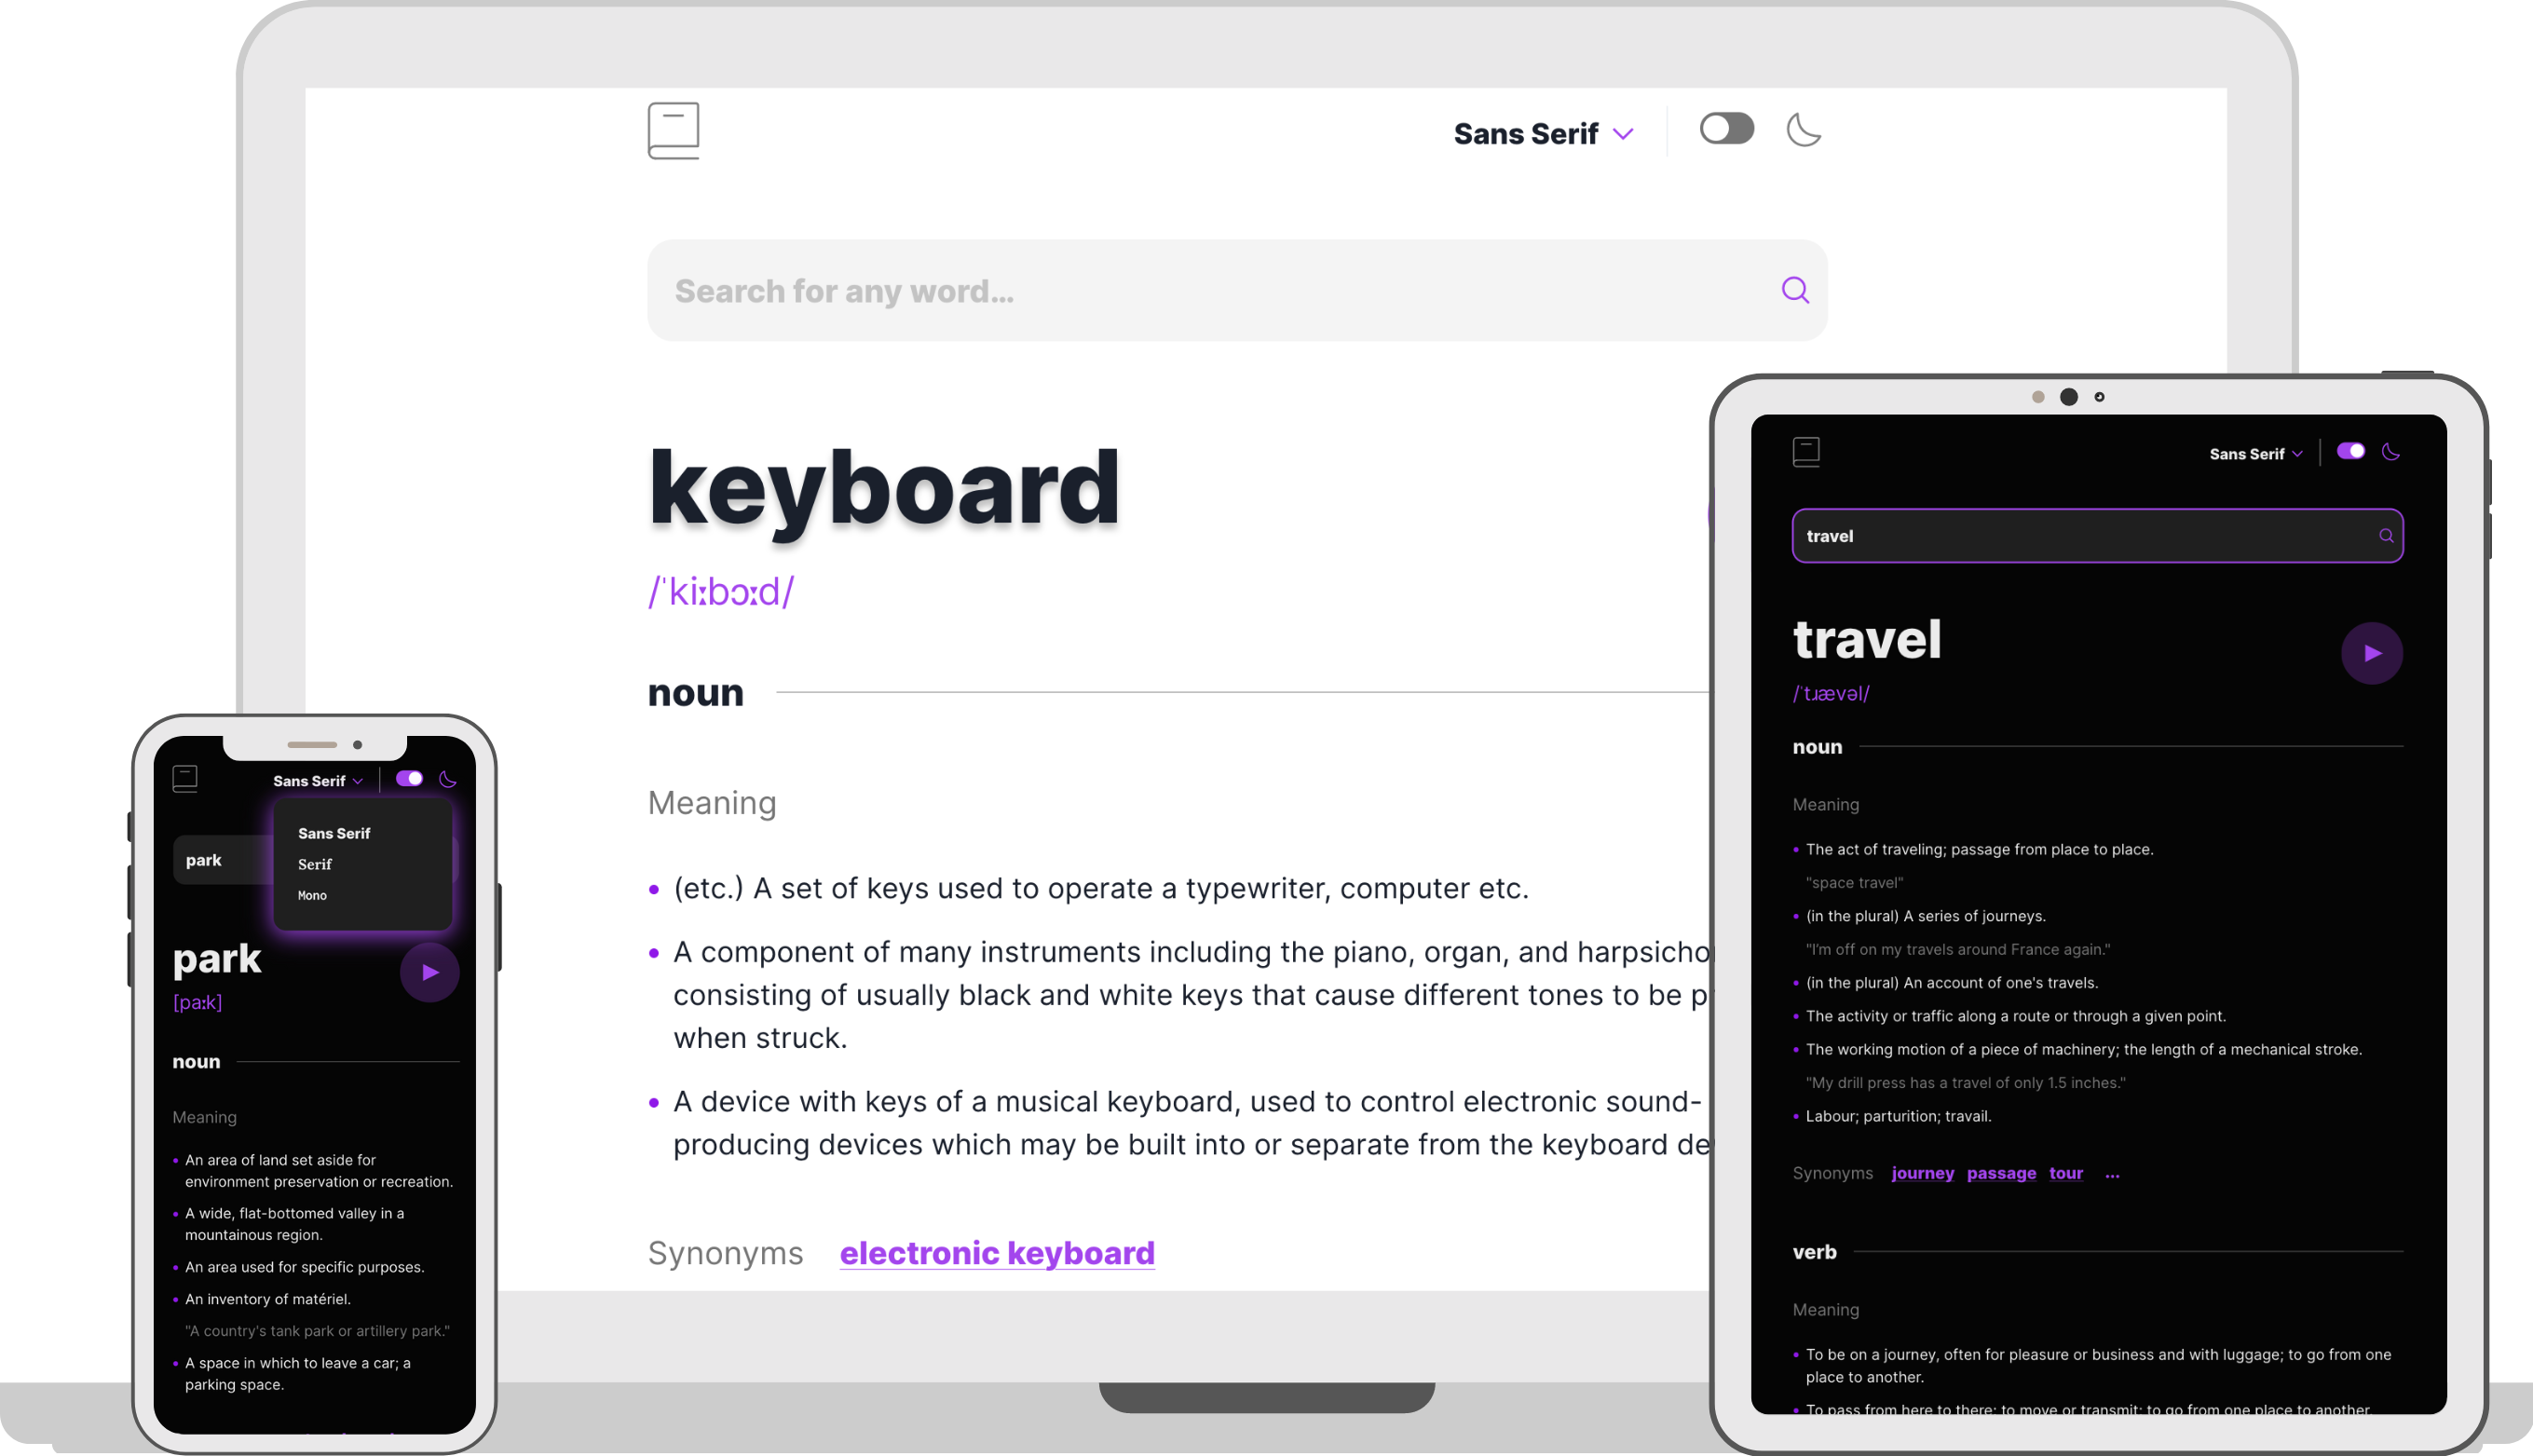 Sans Serif
Search for any word...
keyboard
/ˈkiːbɔːd/
noun
Meaning
(etc.) A set of keys used to operate a typewriter, computer etc.
A component of many instruments including the piano, organ, and
consisting of usually black and white keys that cause different tones to be
when struck.
A device with keys of a musical keyboard, used to control electronic sound-
producing devices which may be built into or separate from the keyboard
Synonyms electronic keyboard
Sans Serif
Sans Serif
Serif
Mono
park
park
[paːk]
noun
Meaning
An area of land set aside for
environment preservation or recreation.
A wide, flat-bottomed valley in a
mountainous region.
An area used for specific purposes.
An inventory of matériel.
"A country's tank park or artillery park."
A space in which to leave a car; a
parking space.
Sans Serif
travel
travel
/ˈtɹævəl/
noun
Meaning
The act of traveling; passage from place to place.
"space travel"
(in the plural) A series of journeys.
"I'm off on my travels around France again."
(in the plural) An account of one's travels.
The activity or traffic along a route or through a given point.
The working motion of a piece of machinery; the length of a mechanical stroke.
"My drill press has a travel of only 1.5 inches."
Labour; parturition; travail.
Synonyms journey passage tour ...
verb
Meaning
To be on a journey, often for pleasure or business and with luggage; to go from one
place to another.
To pass from here to there; to move or transmit; to go from one place to another.